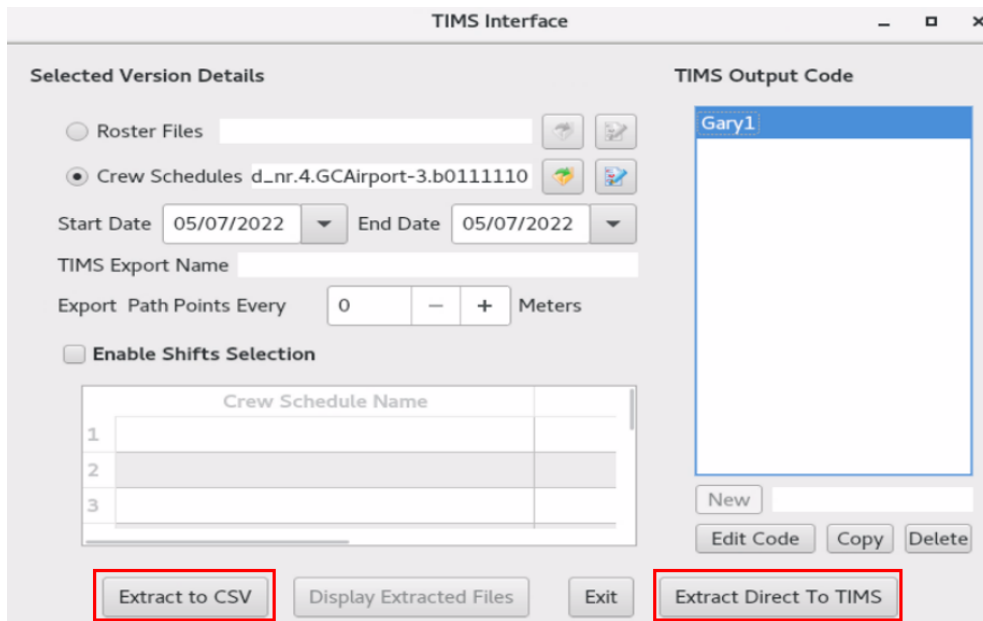 TIMS Interface
Selected Version Details
TIMS Output Code
Roster Files
Gary1
Crew Schedules d_nr.4.GCAirport-3.b0111110
Start Date 05/07/2022 End Date 05/07/2022
TIMS Export Name
Export Path Points Every 0 − + Meters
Enable Shifts Selection
Crew Schedule Name
1
2
3
New
Edit Code Copy Delete
Extract to CSV Display Extracted Files Exit Extract Direct To TIMS